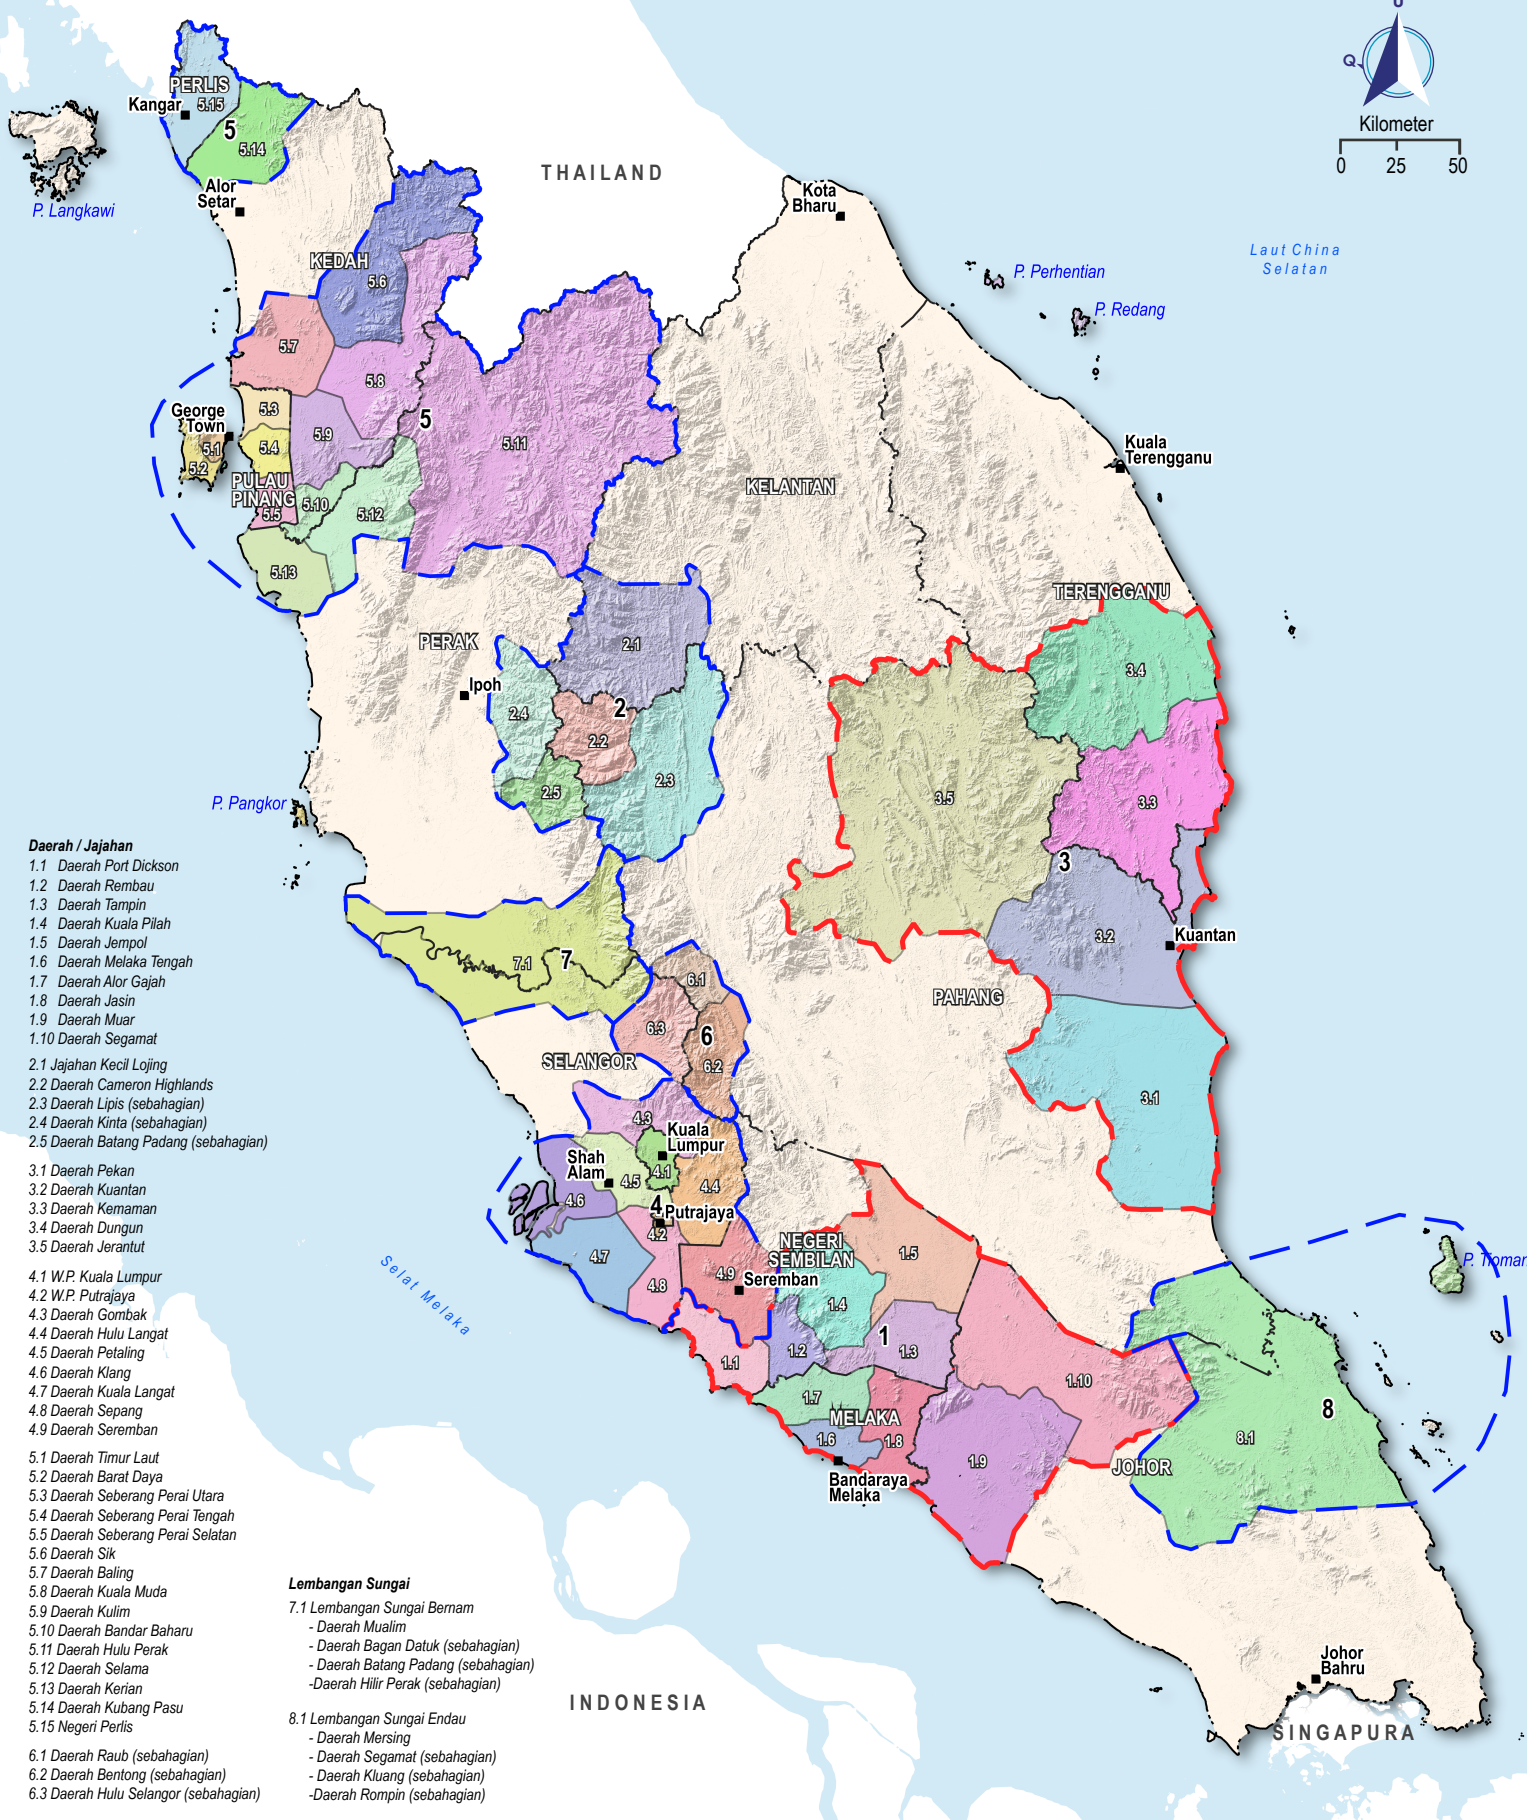 U
Q
Kilometer
0 25 50
PERLIS
5.15
Kangar
5
5.14
THAILAND
Alor
Setar
P. Langkawi
Kota
Bharu
Laut China
Selatan
KEDAH
5.6
P. Perhentian
P. Redang
5.7
5.8
5.3
George
Town
5
5.9
5.11
5.1
5.4
5.2
Kuala
Terengganu
PULAU
PINANG
KELANTAN
5.10
5.5
5.12
5.13
TERENGGANU
PERAK
2.1
3.4
Ipoh
2.4
2
2.2
2.3
2.5
3.5
3.3
P. Pangkor
3
3.2
Kuantan
7.1
7
6.1
PAHANG
6.3
6
SELANGOR
6.2
3.1
4.3
Kuala
Lumpur
Shah
Alam
4.5
4.1
4.4
4.6
4
Putrajaya
4.2
NEGERI
SEMBILAN
4.7
1.5
4.9
Seremban
4.8
1.4
P. Tioman
Selat Melaka
1
1.2
1.3
1.1
1.10
1.7
MELAKA
8
1.6
1.8
8.1
1.9
JOHOR
Bandaraya
Melaka
Johor
Bahru
INDONESIA
SINGAPURA
Daerah / Jajahan
1.1 Daerah Port Dickson
1.2 Daerah Rembau
1.3 Daerah Tampin
1.4 Daerah Kuala Pilah
1.5 Daerah Jempol
1.6 Daerah Melaka Tengah
1.7 Daerah Alor Gajah
1.8 Daerah Jasin
1.9 Daerah Muar
1.10 Daerah Segamat
2.1 Jajahan Kecil Lojing
2.2 Daerah Cameron Highlands
2.3 Daerah Lipis (sebahagian)
2.4 Daerah Kinta (sebahagian)
2.5 Daerah Batang Padang (sebahagian)
3.1 Daerah Pekan
3.2 Daerah Kuantan
3.3 Daerah Kemaman
3.4 Daerah Dungun
3.5 Daerah Jerantut
4.1 W.P. Kuala Lumpur
4.2 W.P. Putrajaya
4.3 Daerah Gombak
4.4 Daerah Hulu Langat
4.5 Daerah Petaling
4.6 Daerah Klang
4.7 Daerah Kuala Langat
4.8 Daerah Sepang
4.9 Daerah Seremban
5.1 Daerah Timur Laut
5.2 Daerah Barat Daya
5.3 Daerah Seberang Perai Utara
5.4 Daerah Seberang Perai Tengah
5.5 Daerah Seberang Perai Selatan
5.6 Daerah Sik
5.7 Daerah Baling
5.8 Daerah Kuala Muda
5.9 Daerah Kulim
5.10 Daerah Bandar Baharu
5.11 Daerah Hulu Perak
5.12 Daerah Selama
5.13 Daerah Kerian
5.14 Daerah Kubang Pasu
5.15 Negeri Perlis
6.1 Daerah Raub (sebahagian)
6.2 Daerah Bentong (sebahagian)
6.3 Daerah Hulu Selangor (sebahagian)
Lembangan Sungai
7.1 Lembangan Sungai Bernam
- Daerah Mualim
- Daerah Bagan Datuk (sebahagian)
- Daerah Batang Padang (sebahagian)
-Daerah Hilir Perak (sebahagian)
8.1 Lembangan Sungai Endau
- Daerah Mersing
- Daerah Segamat (sebahagian)
- Daerah Kluang (sebahagian)
-Daerah Rompin (sebahagian)